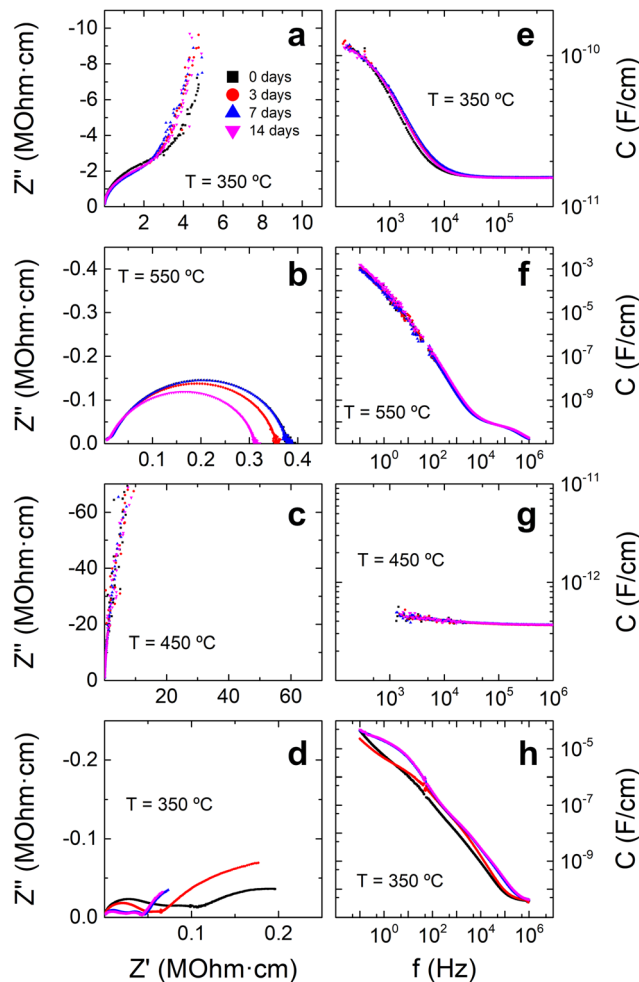 Z'' (MOhm·cm)
-10
-8
-6
-4
-2
0
a
0 days
3 days
7 days
14 days
T = 350 ºC
2 4 6 8 10
e
T = 350 ºC
10⁻¹⁰
10⁻¹¹
C (F/cm)
10³ 10⁵
Z'' (MOhm·cm)
-0.4
-0.3
-0.2
-0.1
0.0
b
T = 550 ºC
0.1 0.2 0.3 0.4
f
T = 550 ºC
10⁻³
10⁻⁵
10⁻⁷
10⁻⁹
C (F/cm)
10⁰ 10² 10⁴ 10⁶
Z'' (MOhm·cm)
-60
-40
-20
0
c
T = 450 ºC
20 40 60
g
T = 450 ºC
10⁻¹¹
10⁻¹²
C (F/cm)
10³ 10⁴ 10⁵ 10⁶
Z'' (MOhm·cm)
-0.2
-0.1
0.0
d
T = 350 ºC
0.1 0.2
Z' (MOhm·cm)
h
T = 350 ºC
10⁻⁵
10⁻⁷
10⁻⁹
C (F/cm)
10⁰ 10² 10⁴ 10⁶
f (Hz)